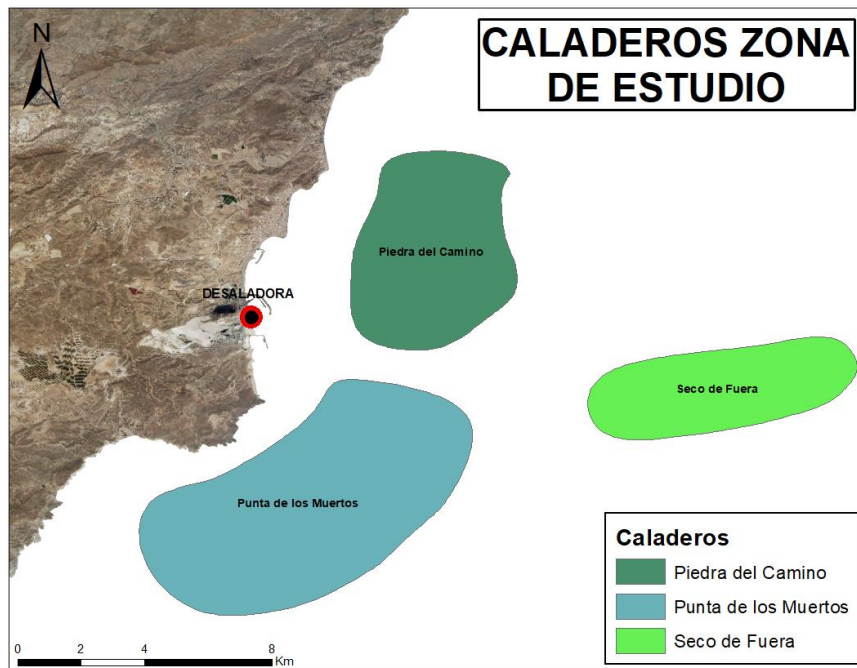 N
CALADEROS ZONA
DE ESTUDIO
Piedra del Camino
DESALADORA
Seco de Fuera
Punta de los Muertos
Caladeros
Piedra del Camino
Punta de los Muertos
Seco de Fuera
0 2 4 8
Km